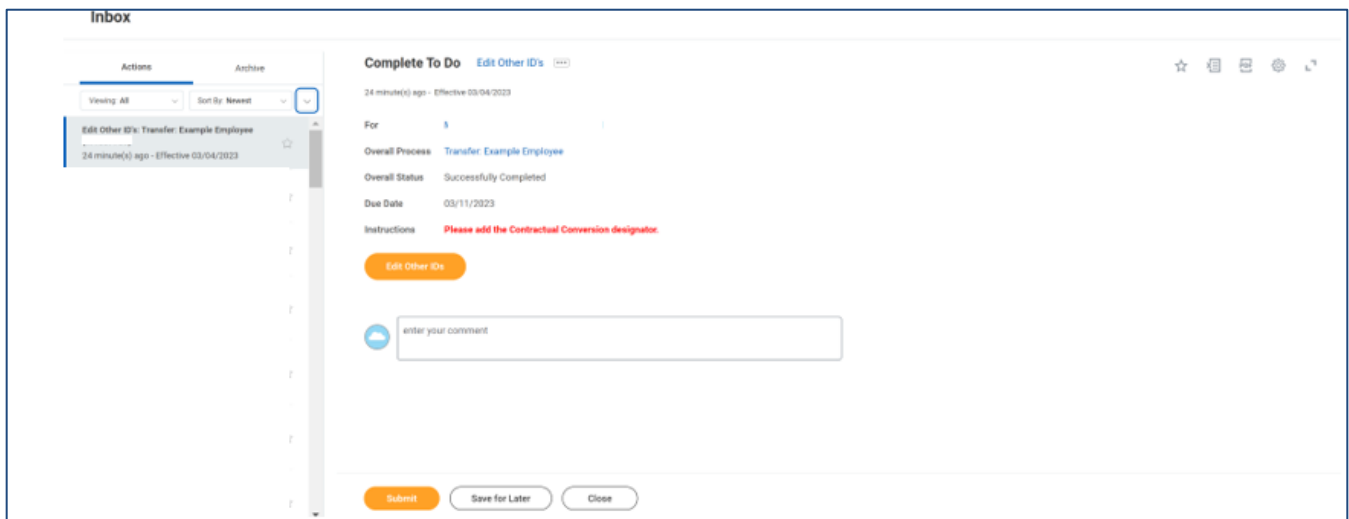 Inbox
Actions Archive
Viewing: All Sort By: Newest
Edit Other ID's: Transfer: Example Employee
24 minute(s) ago - Effective 03/04/2023
Complete To Do Edit Other ID's
24 minute(s) ago - Effective 03/04/2023
For
Overall Process Transfer: Example Employee
Overall Status Successfully Completed
Due Date 03/11/2023
Instructions Please add the Contractual Conversion designator.
Edit Other IDs
enter your comment
Submit Save for Later Close